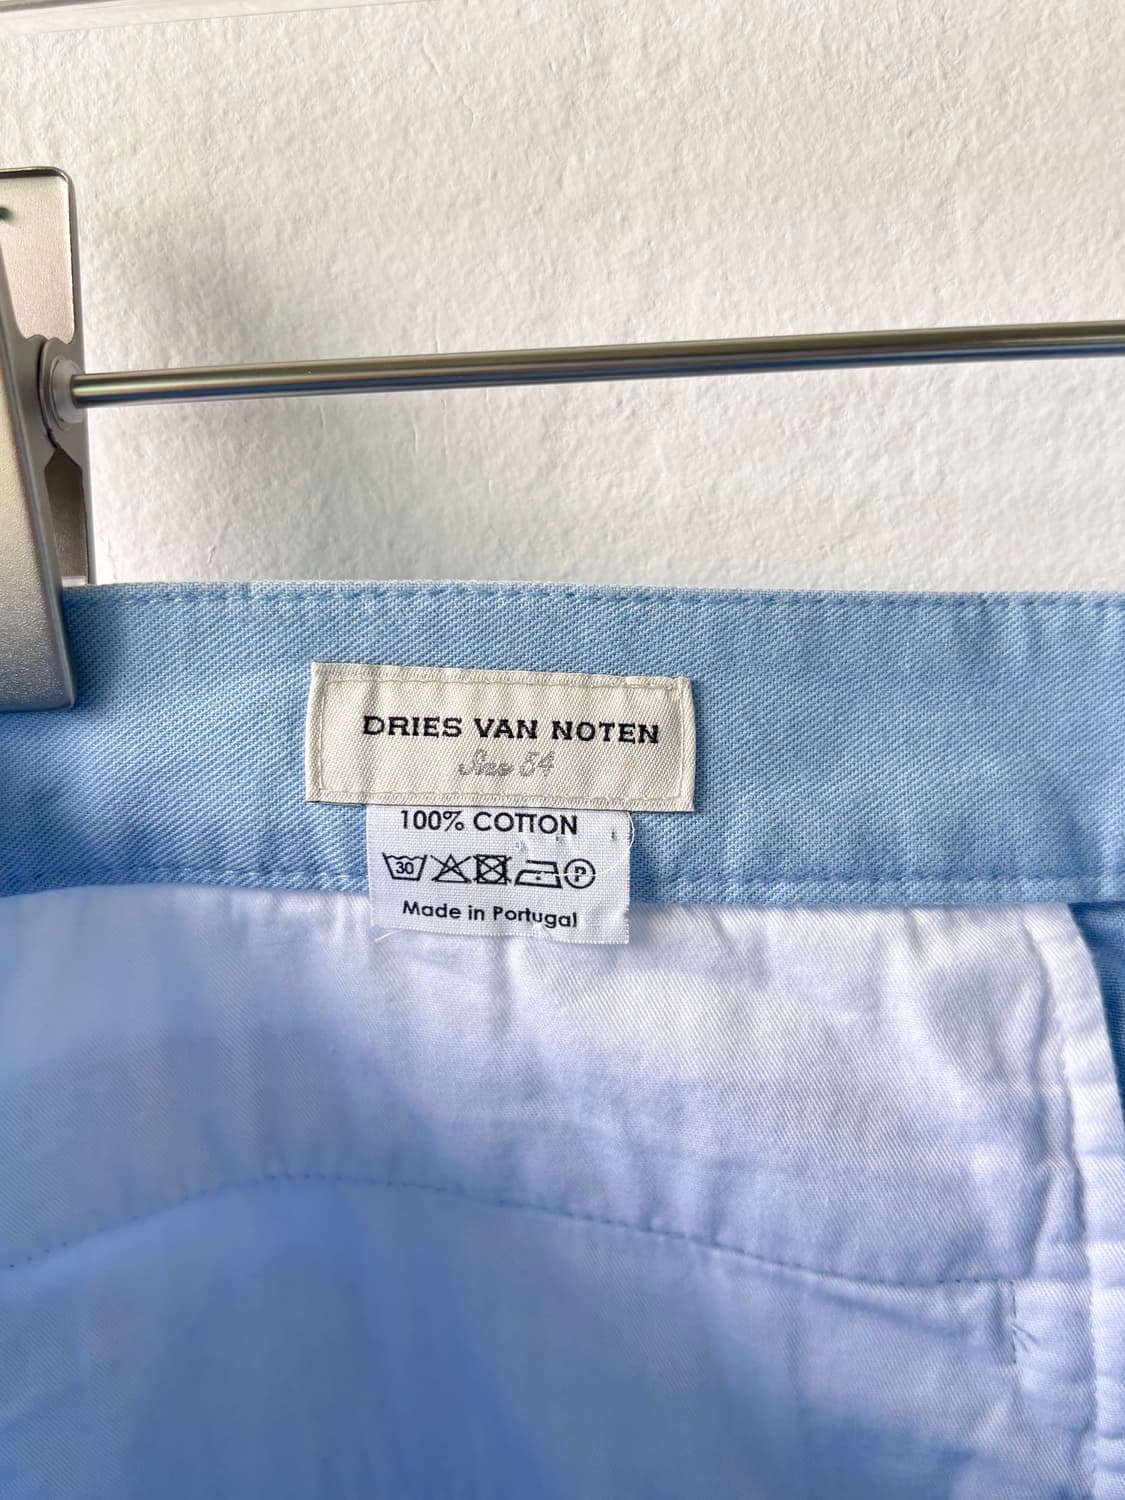 DRIES VAN NOTEN
Size 54
100% COTTON
30 P
Made in Portugal